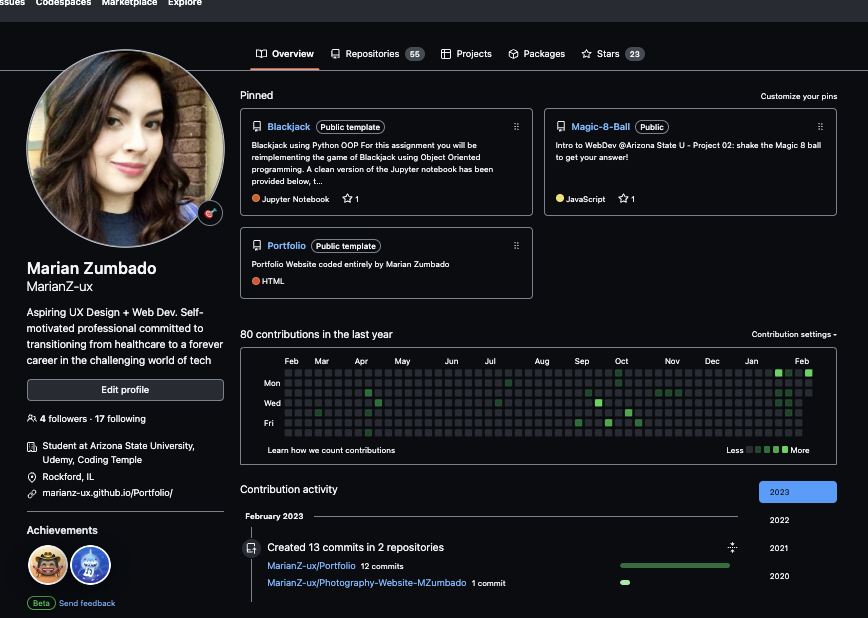 ssues Codespaces Marketplace Explore
Overview Repositories 55 Projects Packages Stars 23
Pinned
Customize your pins
Blackjack Public template
Blackjack using Python OOP For this assignment you will be
reimplementing the game of Blackjack using Object Oriented
programming. A clean version of the Jupyter notebook has been
provided below, t...
Jupyter Notebook 1
Magic-8-Ball Public
Intro to WebDev @Arizona State U - Project 02: shake the Magic 8 ball
to get your answer!
JavaScript 1
Portfolio Public template
Portfolio Website coded entirely by Marian Zumbado
HTML
Marian Zumbado
MarianZ-ux
Aspiring UX Design + Web Dev. Self-
motivated professional committed to
transitioning from healthcare to a forever
career in the challenging world of tech
Edit profile
4 followers · 17 following
Student at Arizona State University,
Udemy, Coding Temple
Rockford, IL
marianz-ux.github.io/Portfolio/
Achievements
Beta Send feedback
80 contributions in the last year
Contribution settings
Feb Mar Apr May Jun Jul Aug Sep Oct Nov Dec Jan Feb
Mon
Wed
Fri
Learn how we count contributions
Less More
Contribution activity
2023
2022
2021
2020
February 2023
Created 13 commits in 2 repositories
MarianZ-ux/Portfolio 12 commits
MarianZ-ux/Photography-Website-MZumbado 1 commit